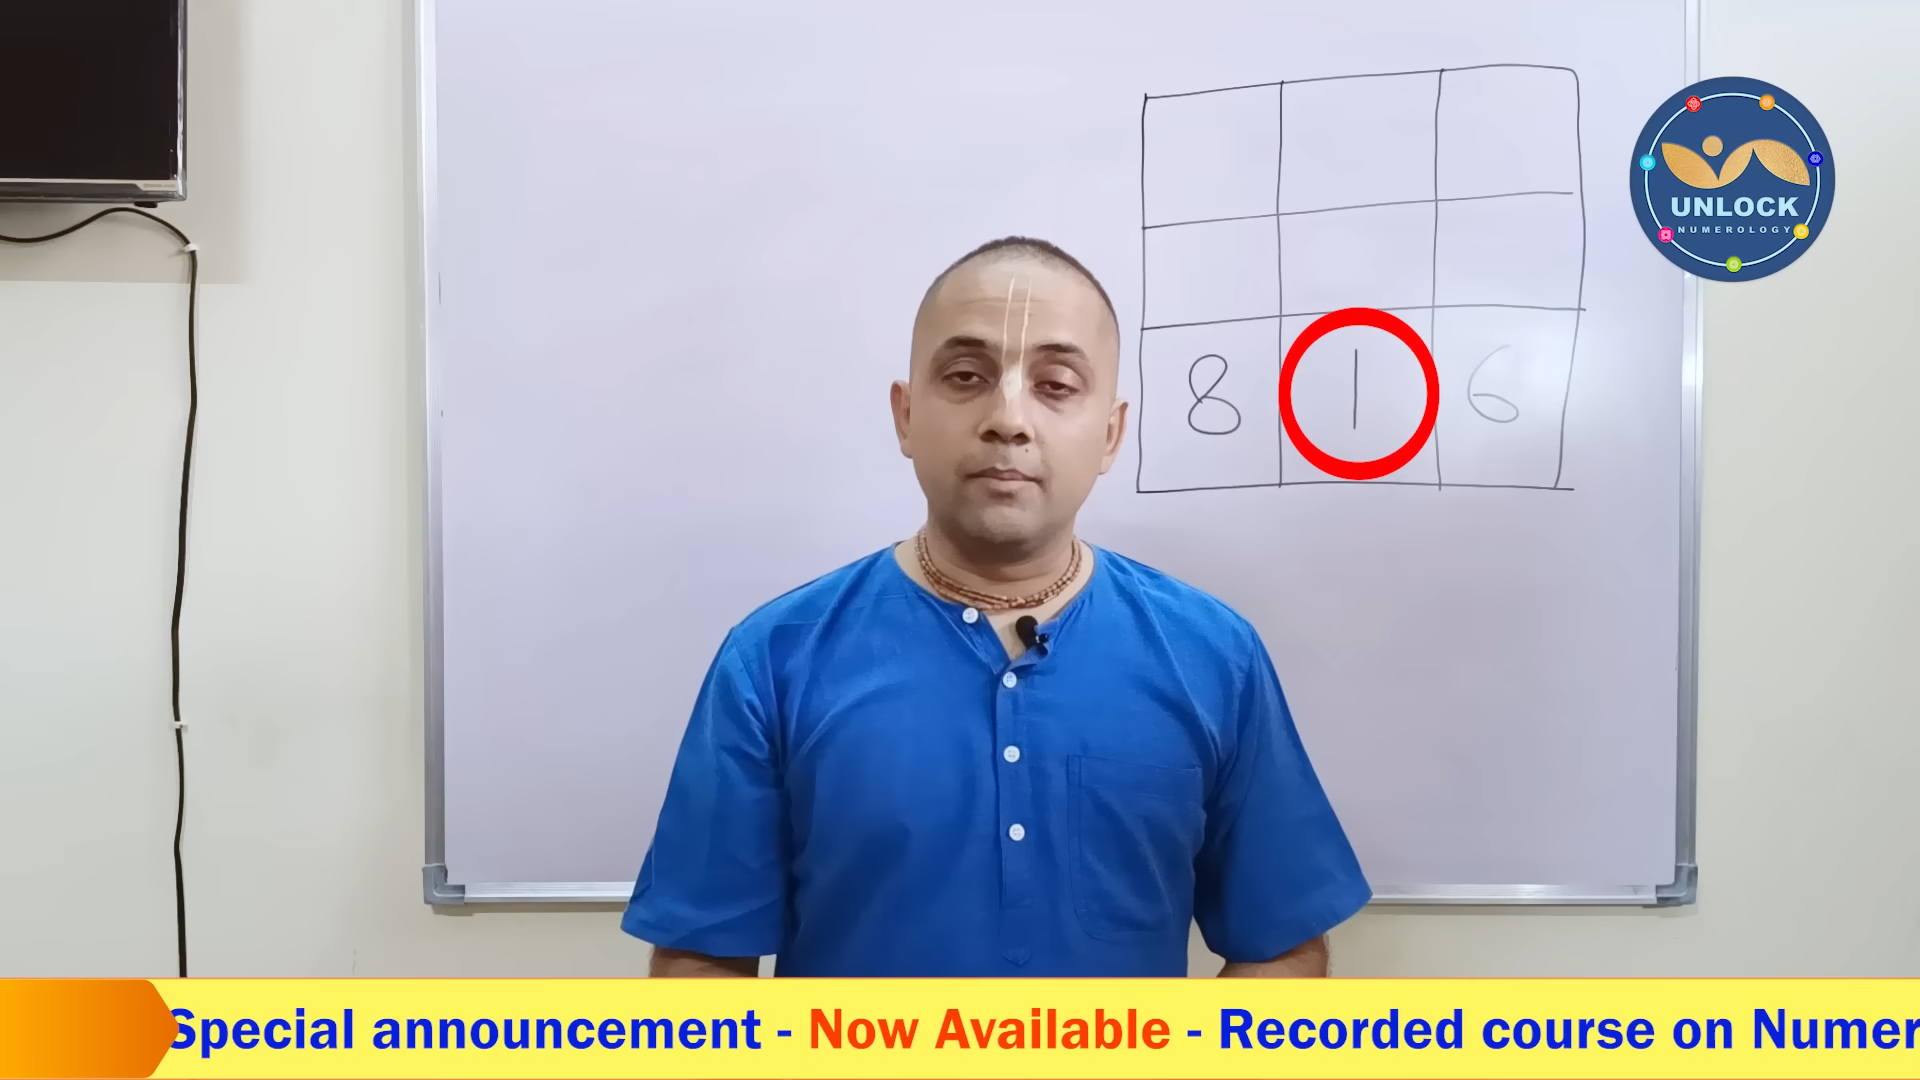 UNLOCK
NUMEROLOGY
8 1 6
Special announcement - Now Available - Recorded course on Numer